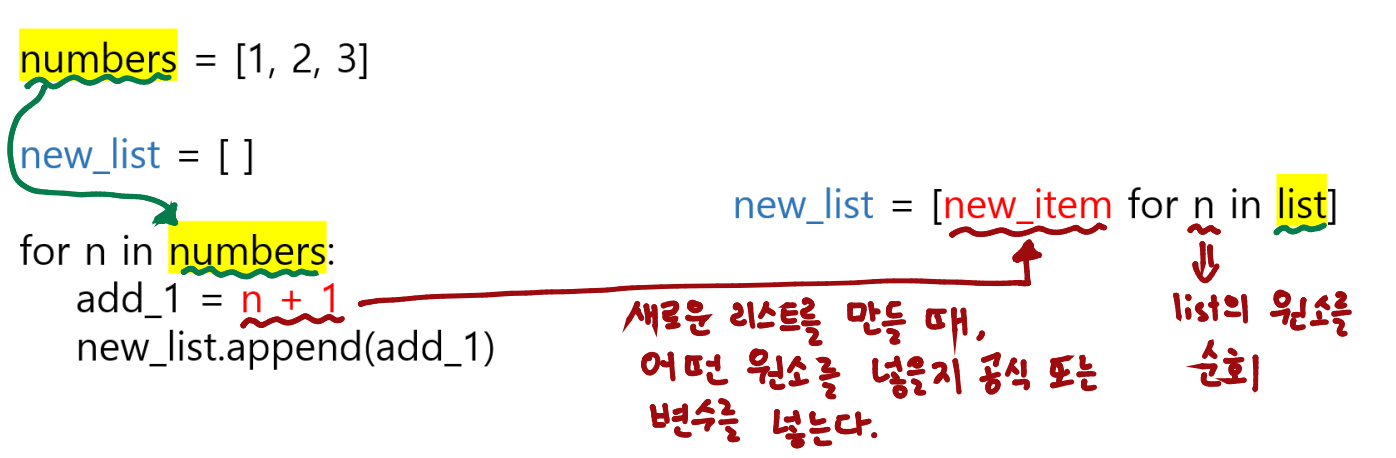 numbers = [1, 2, 3]
new_list = [ ]
for n in numbers:
add_1 = n + 1
new_list.append(add_1)
new_list = [new_item for n in list]
새로운 리스트를 만들 때,
어떤 원소를 넣을지 공식 또는
변수를 넣는다.
list의 원소를
순회